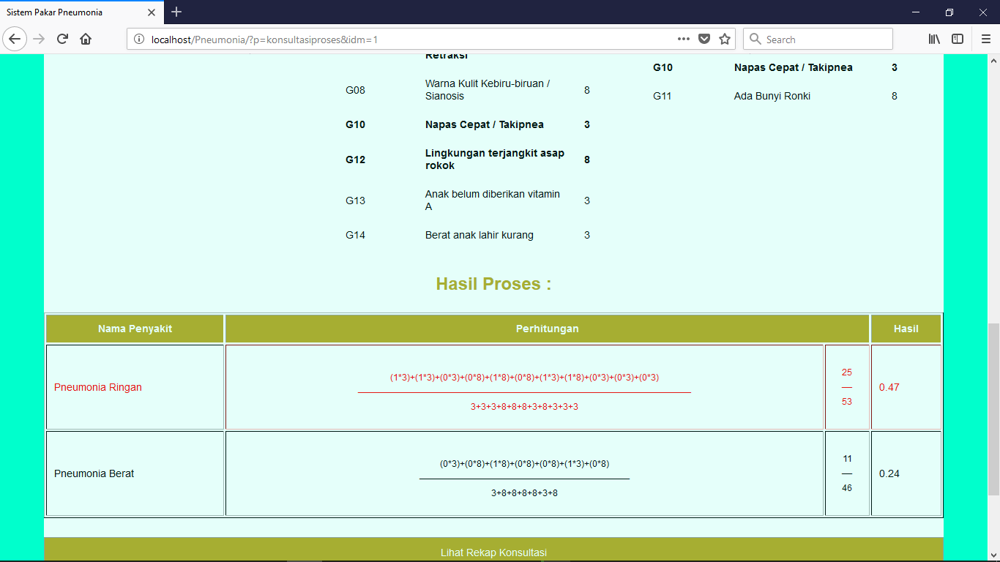 Sistem Pakar Pneumonia
localhost/Pneumonia/?p=konsultasiproses&idm=1
Search
Retraksi
G08 Warna Kulit Kebiru-biruan / 8
Sianosis
G10 Napas Cepat / Takipnea 3
G12 Lingkungan terjangkit asap 8
rokok
G13 Anak belum diberikan vitamin 3
A
G14 Berat anak lahir kurang 3
G10 Napas Cepat / Takipnea 3
G11 Ada Bunyi Ronki 8
Hasil Proses :
Nama Penyakit Perhitungan Hasil
Pneumonia Ringan
(1*3)+(1*3)+(0*3)+(0*8)+(1*8)+(0*8)+(1*3)+(1*8)+(0*3)+(0*3)+(0*3)
3+3+3+8+8+8+3+8+3+3+3
25
53
0.47
Pneumonia Berat
(0*3)+(0*8)+(1*8)+(0*8)+(0*8)+(1*3)+(0*8)
3+8+8+8+8+3+8
11
46
0.24
Lihat Rekap Konsultasi